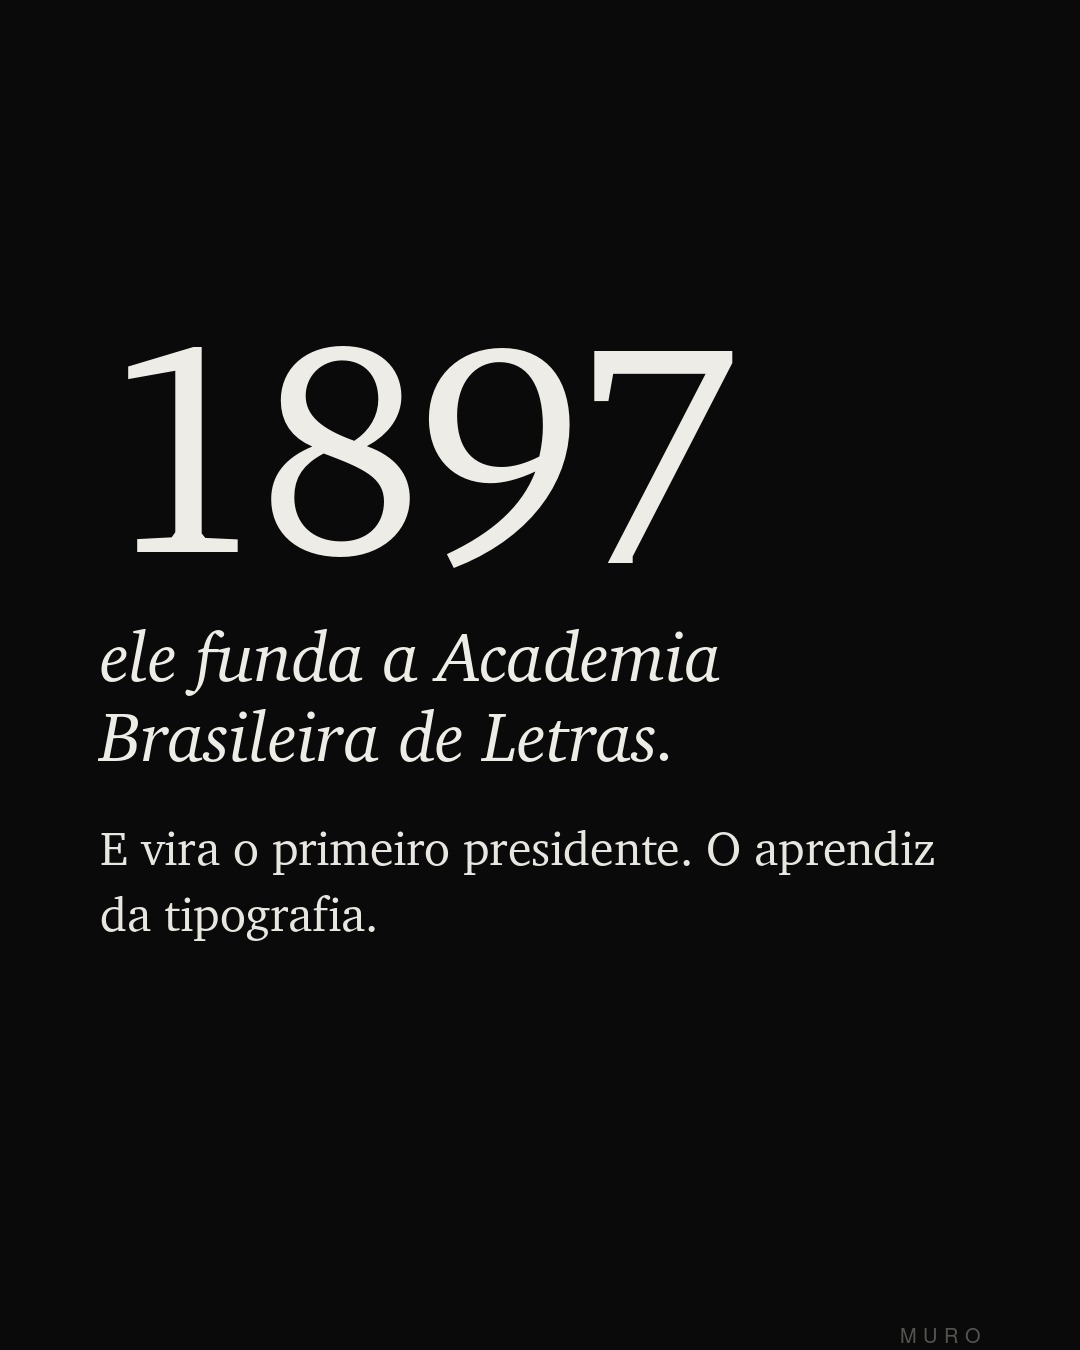 1897
ele funda a Academia
Brasileira de Letras.
E vira o primeiro presidente. O aprendiz
da tipografia.
MURO